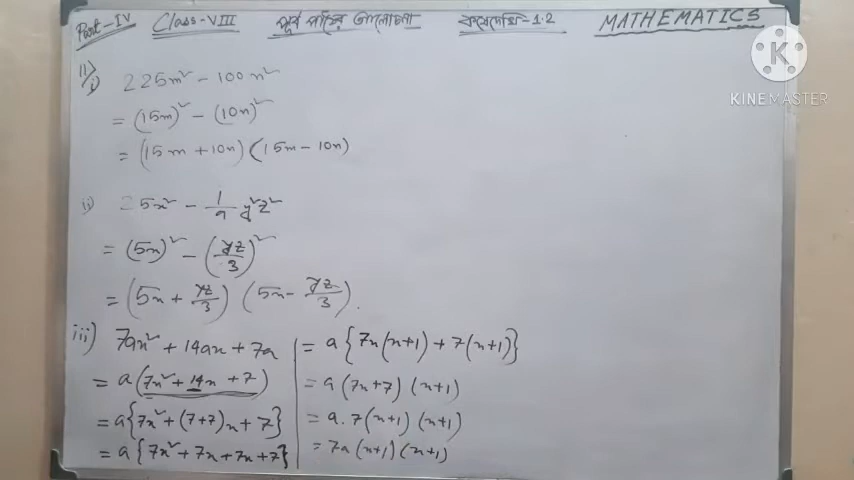 Part-IV Class-VIII পূর্ব পাঠের আলোচনা কষে দেখি-1.2 MATHEMATICS
KINEMASTER
11)
i) 225m² - 100n²
= (15m)² - (10n)²
= (15m + 10n) (15m - 10n)
ii) 25x² - 1/9 y²z²
= (5x)² - (yz/3)²
= (5x + yz/3) (5x - yz/3).
iii) 7ax² + 14ax + 7a
= a(7x² + 14x + 7)
= a{7x² + (7+7)x + 7}
= a{7x² + 7x + 7x + 7}
= a{7x(x+1) + 7(x+1)}
= a(7x+7)(x+1)
= a.7(x+1)(x+1)
= 7a(x+1)(x+1)